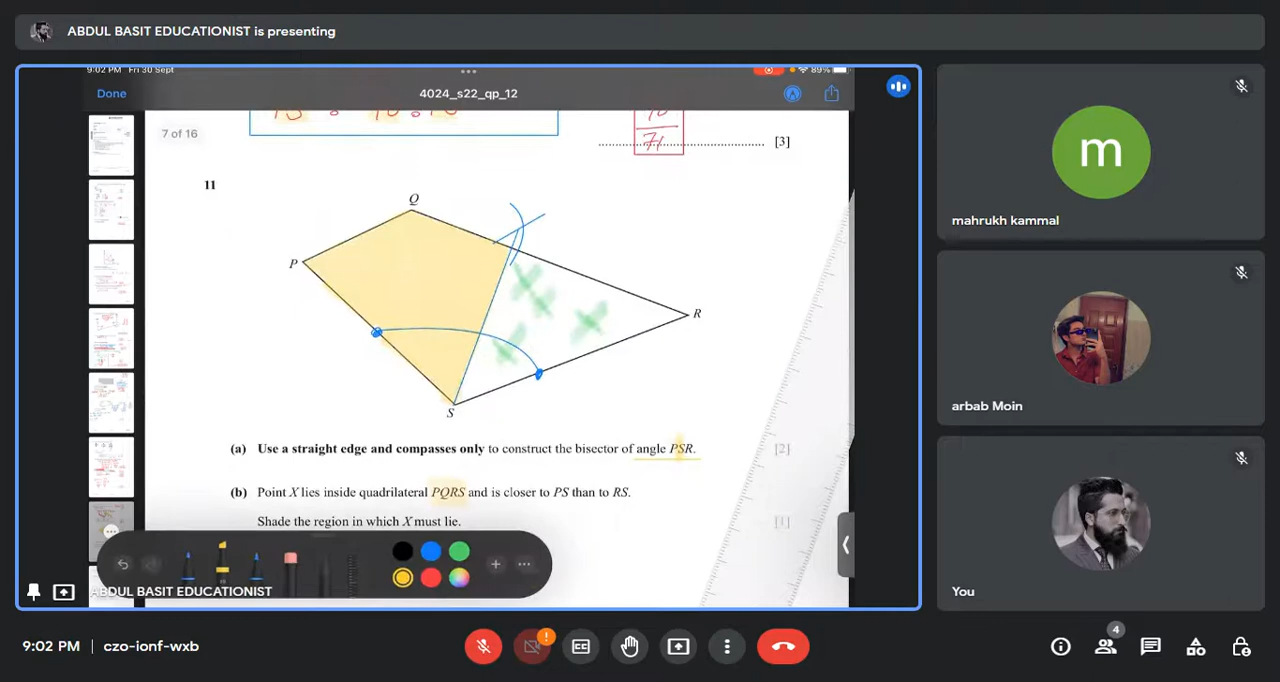 ABDUL BASIT EDUCATIONIST is presenting
9:02 PM Fri 30 Sept
89%
Done
4024_s22_qp_12
7 of 16
71
[3]
11
Q
P
R
S
(a) Use a straight edge and compasses only to construct the bisector of angle PSR.
[2]
(b) Point X lies inside quadrilateral PQRS and is closer to PS than to RS.
Shade the region in which X must lie.
[1]
ABDUL BASIT EDUCATIONIST
m
mahrukh kammal
arbab Moin
You
9:02 PM | czo-ionf-wxb
CC
4